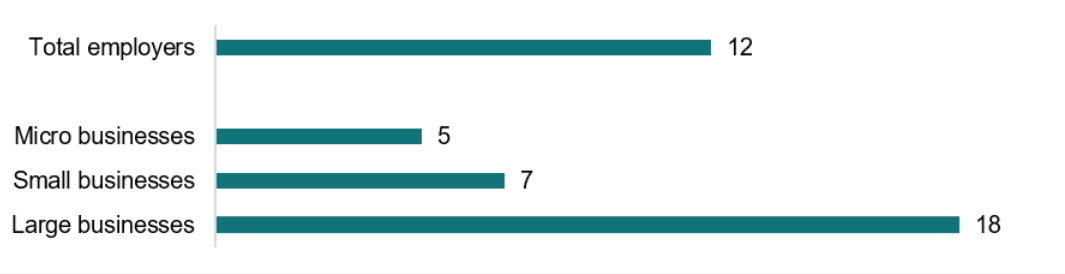 Total employers 12
Micro businesses 5
Small businesses 7
Large businesses 18